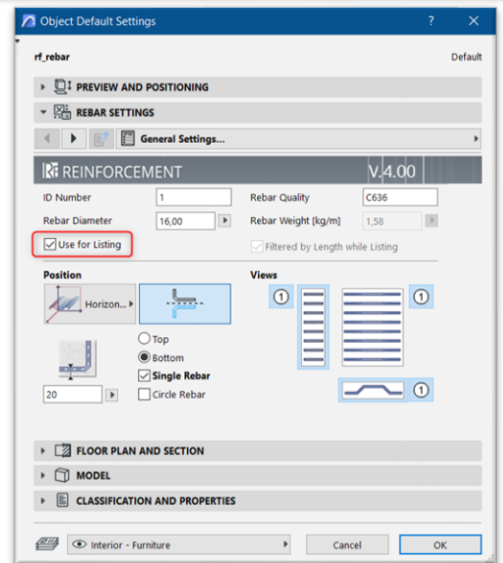 Object Default Settings ? ×
rf_rebar Default
PREVIEW AND POSITIONING
REBAR SETTINGS
General Settings...
RF REINFORCEMENT V.4.00
ID Number 1 Rebar Quality C636
Rebar Diameter 16,00 Rebar Weight [kg/m] 1,58
Use for Listing Filtered by Length while Listing
Position Views
Horizon... 1 1
Top
Bottom
Single Rebar 1
20 Circle Rebar
FLOOR PLAN AND SECTION
MODEL
CLASSIFICATION AND PROPERTIES
Interior - Furniture Cancel OK